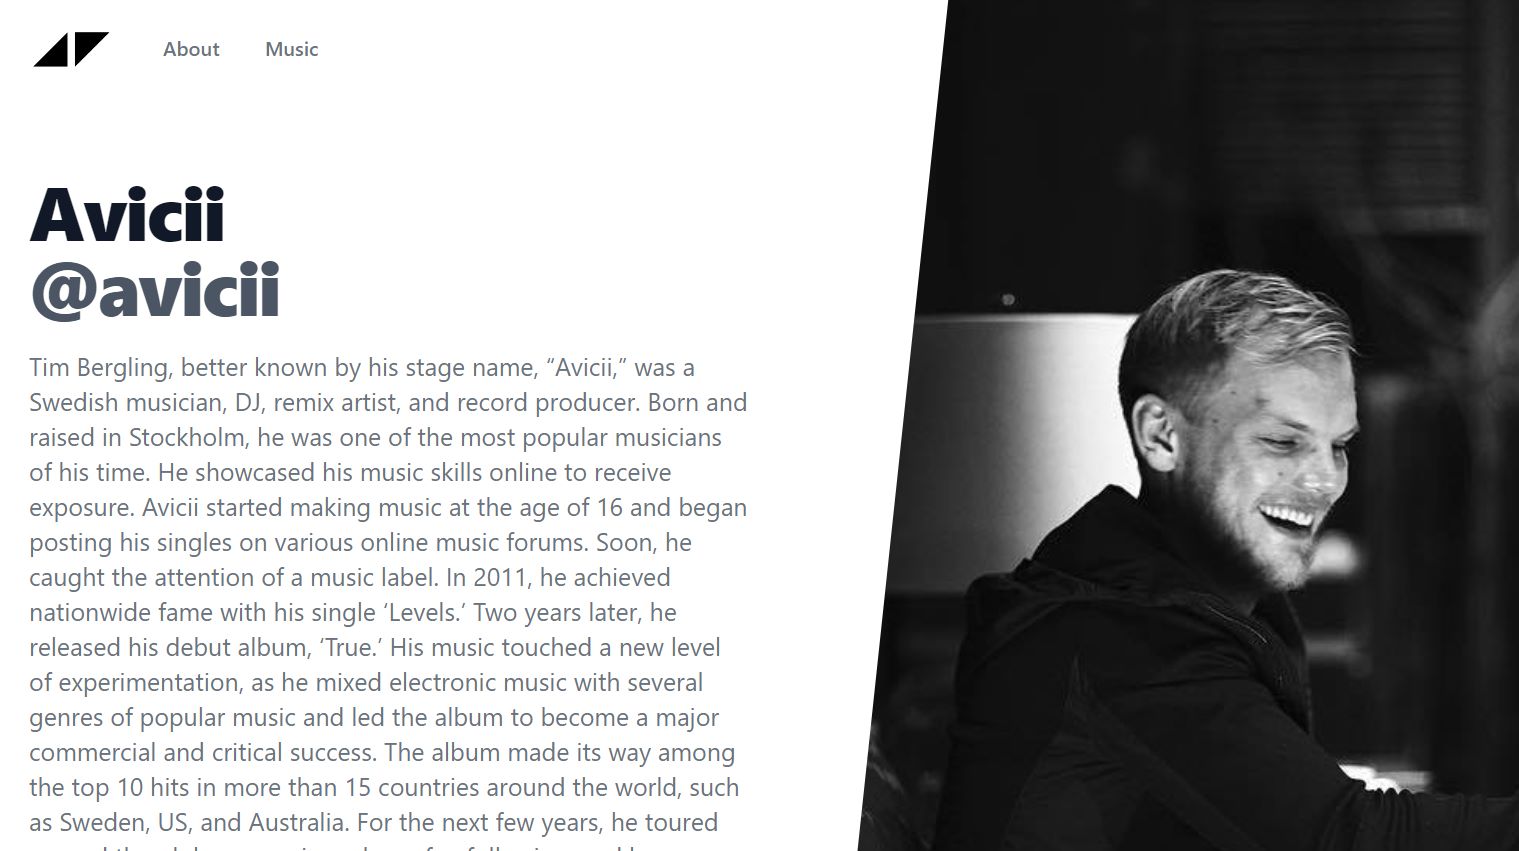 About Music
Avicii
@avicii
Tim Bergling, better known by his stage name, “Avicii,” was a
Swedish musician, DJ, remix artist, and record producer. Born and
raised in Stockholm, he was one of the most popular musicians
of his time. He showcased his music skills online to receive
exposure. Avicii started making music at the age of 16 and began
posting his singles on various online music forums. Soon, he
caught the attention of a music label. In 2011, he achieved
nationwide fame with his single ‘Levels.’ Two years later, he
released his debut album, ‘True.’ His music touched a new level
of experimentation, as he mixed electronic music with several
genres of popular music and led the album to become a major
commercial and critical success. The album made its way among
the top 10 hits in more than 15 countries around the world, such
as Sweden, US, and Australia. For the next few years, he toured